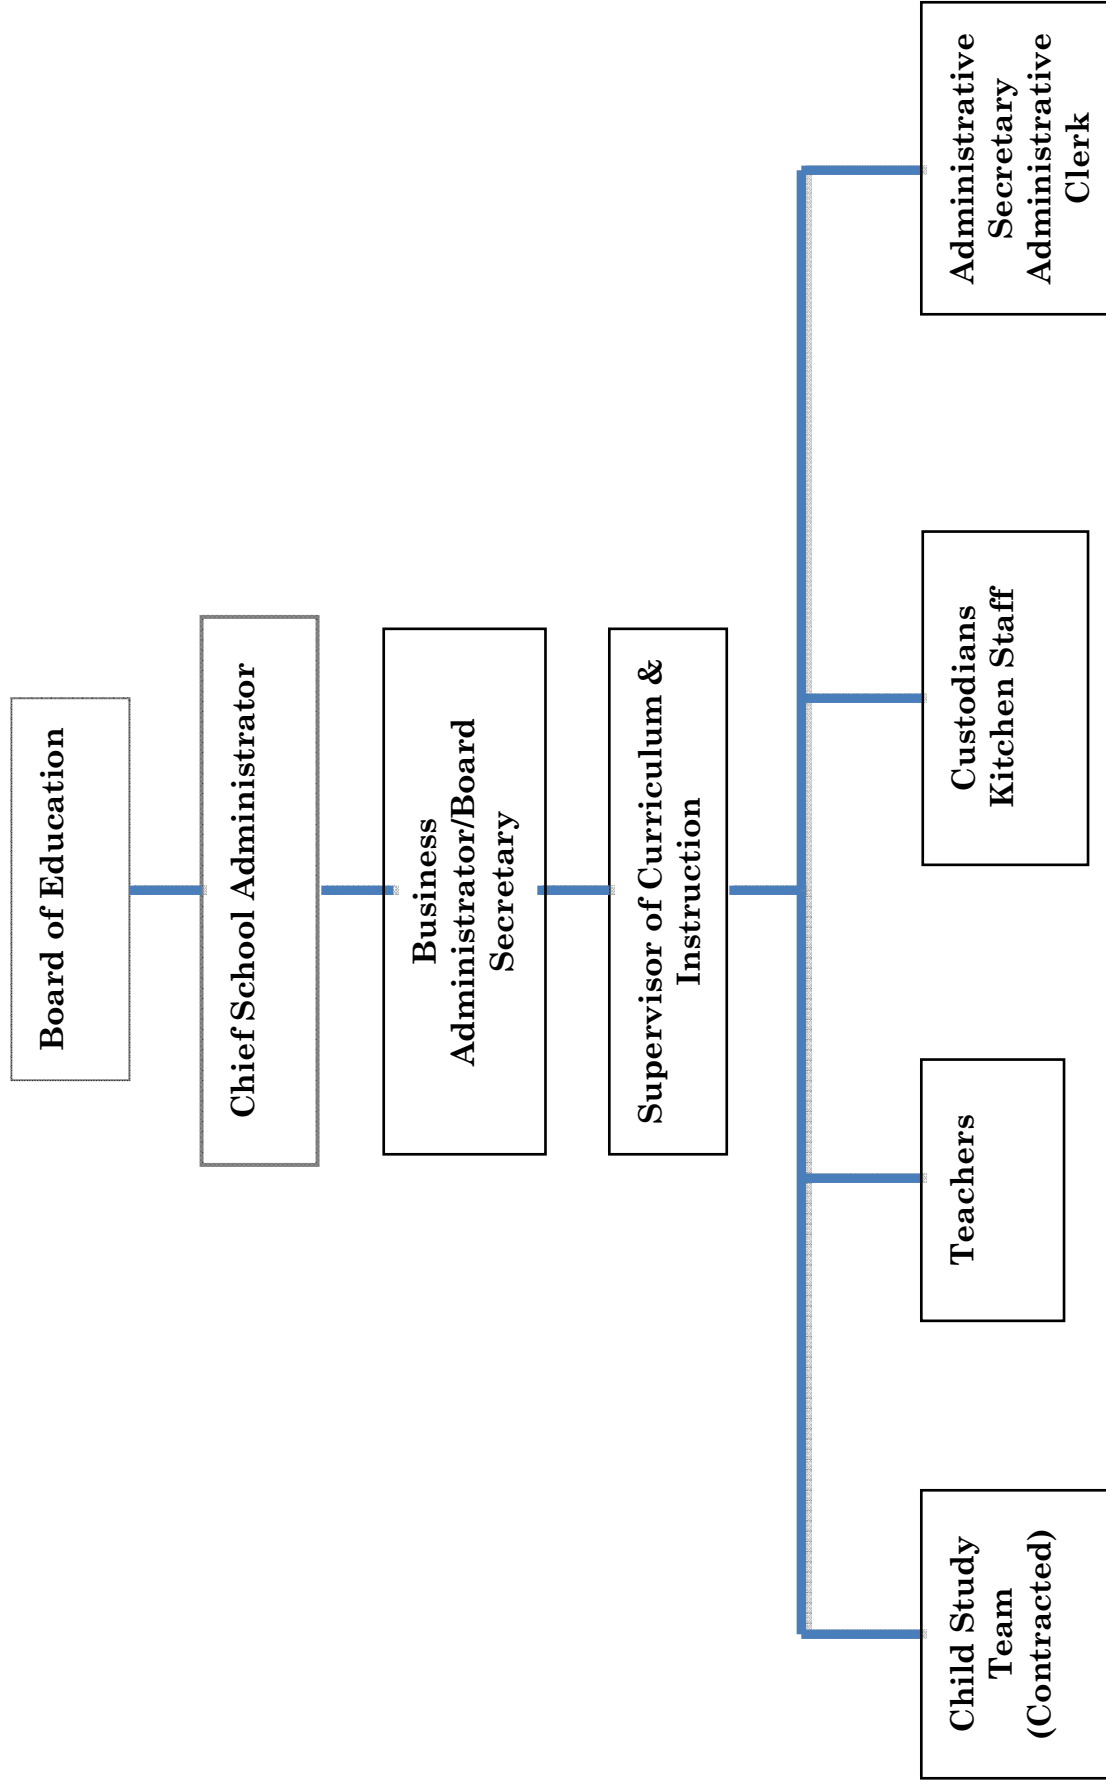 Board of Education
Chief School Administrator
Business
Administrator/Board
Secretary
Supervisor of Curriculum &
Instruction
Child Study
Team
(Contracted)
Teachers
Custodians
Kitchen Staff
Administrative
Secretary
Administrative
Clerk